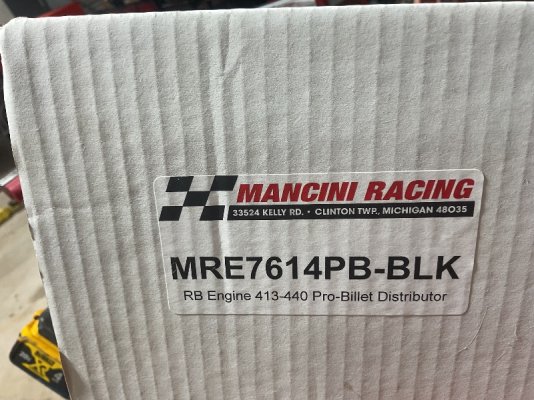 MANCINI RACING
33524 KELLY RD. • CLINTON TWP., MICHIGAN 48035
MRE7614PB-BLK
RB Engine 413-440 Pro-Billet Distributor